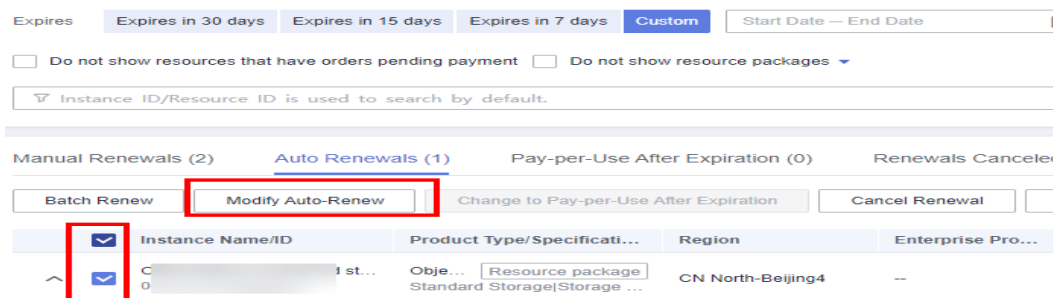 Expires Expires in 30 days Expires in 15 days Expires in 7 days Custom Start Date — End Date
Do not show resources that have orders pending payment Do not show resource packages
Instance ID/Resource ID is used to search by default.
Manual Renewals (2) Auto Renewals (1) Pay-per-Use After Expiration (0) Renewals Cancele
Batch Renew Modify Auto-Renew Change to Pay-per-Use After Expiration Cancel Renewal
Instance Name/ID Product Type/Specificati... Region Enterprise Pro...
st... Obje... Resource package CN North-Beijing4 --
0 Standard Storage|Storage ...